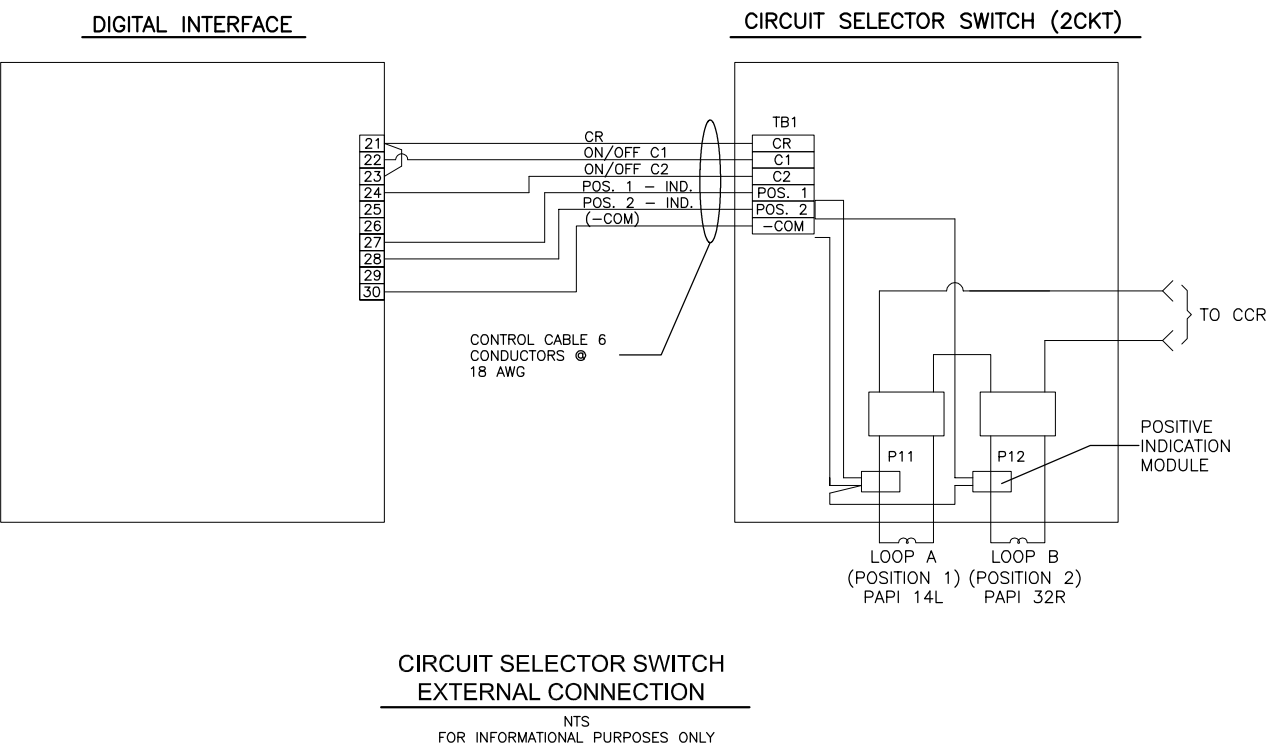 DIGITAL INTERFACE
CIRCUIT SELECTOR SWITCH (2CKT)
TB1
21
22
23
24
25
26
27
28
29
30
CR
ON/OFF C1
ON/OFF C2
POS. 1 – IND.
POS. 2 – IND.
(–COM)
CR
C1
C2
POS. 1
POS. 2
–COM
TO CCR
CONTROL CABLE 6
CONDUCTORS @
18 AWG
P11
P12
POSITIVE
INDICATION
MODULE
LOOP A
(POSITION 1)
PAPI 14L
LOOP B
(POSITION 2)
PAPI 32R
CIRCUIT SELECTOR SWITCH
EXTERNAL CONNECTION
NTS
FOR INFORMATIONAL PURPOSES ONLY